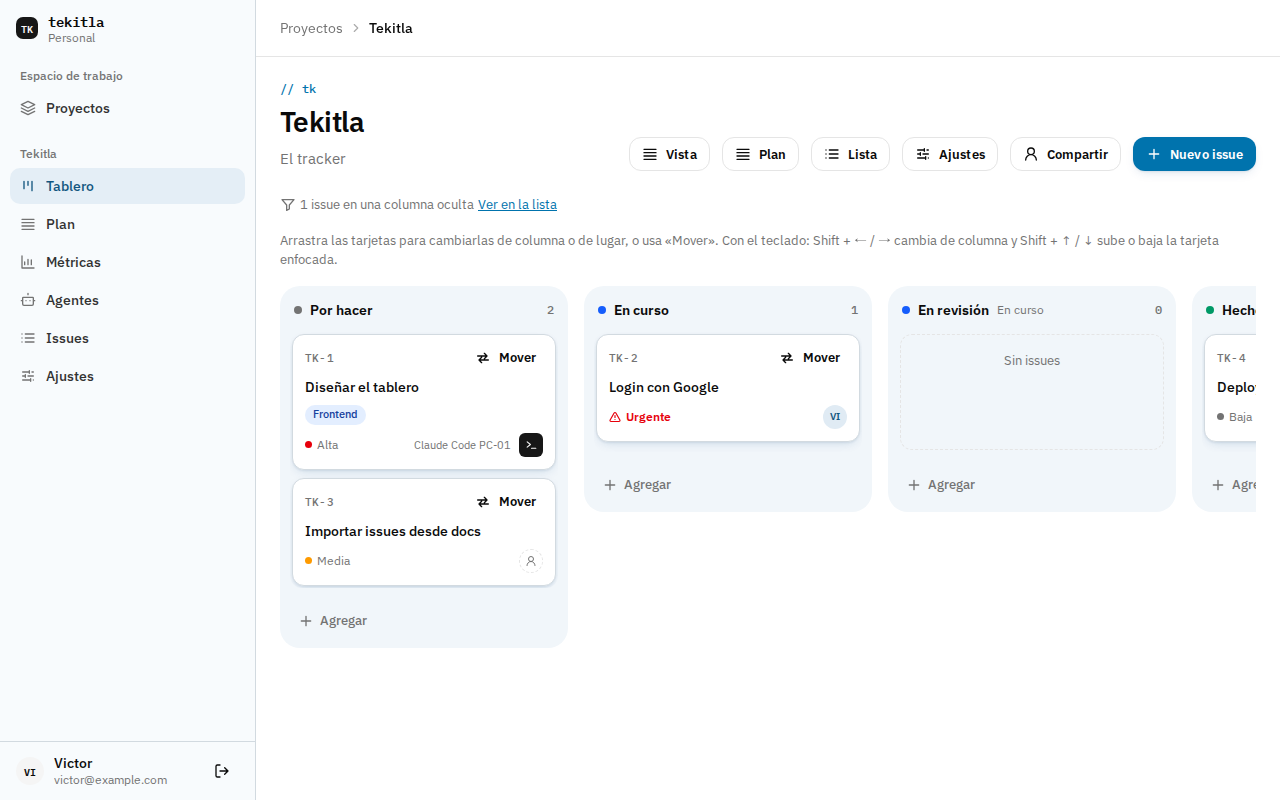 TK
tekitla
Personal
Espacio de trabajo
Proyectos
Tekitla
Tablero
Plan
Métricas
Agentes
Issues
Ajustes
VI
Victor
victor@example.com
Proyectos > Tekitla
// tk
Tekitla
El tracker
Vista
Plan
Lista
Ajustes
Compartir
+ Nuevo issue
1 issue en una columna oculta Ver en la lista
Arrastra las tarjetas para cambiarlas de columna o de lugar, o usa «Mover». Con el teclado: Shift + ← / → cambia de columna y Shift + ↑ / ↓ sube o baja la tarjeta
enfocada.
Por hacer 2
TK-1 Mover
Diseñar el tablero
Frontend
Alta Claude Code PC-01 >_
TK-3 Mover
Importar issues desde docs
Media
+ Agregar
En curso 1
TK-2 Mover
Login con Google
Urgente VI
+ Agregar
En revisión En curso 0
Sin issues
+ Agregar
Hech
TK-4
Deplo
Baja
+ Agre